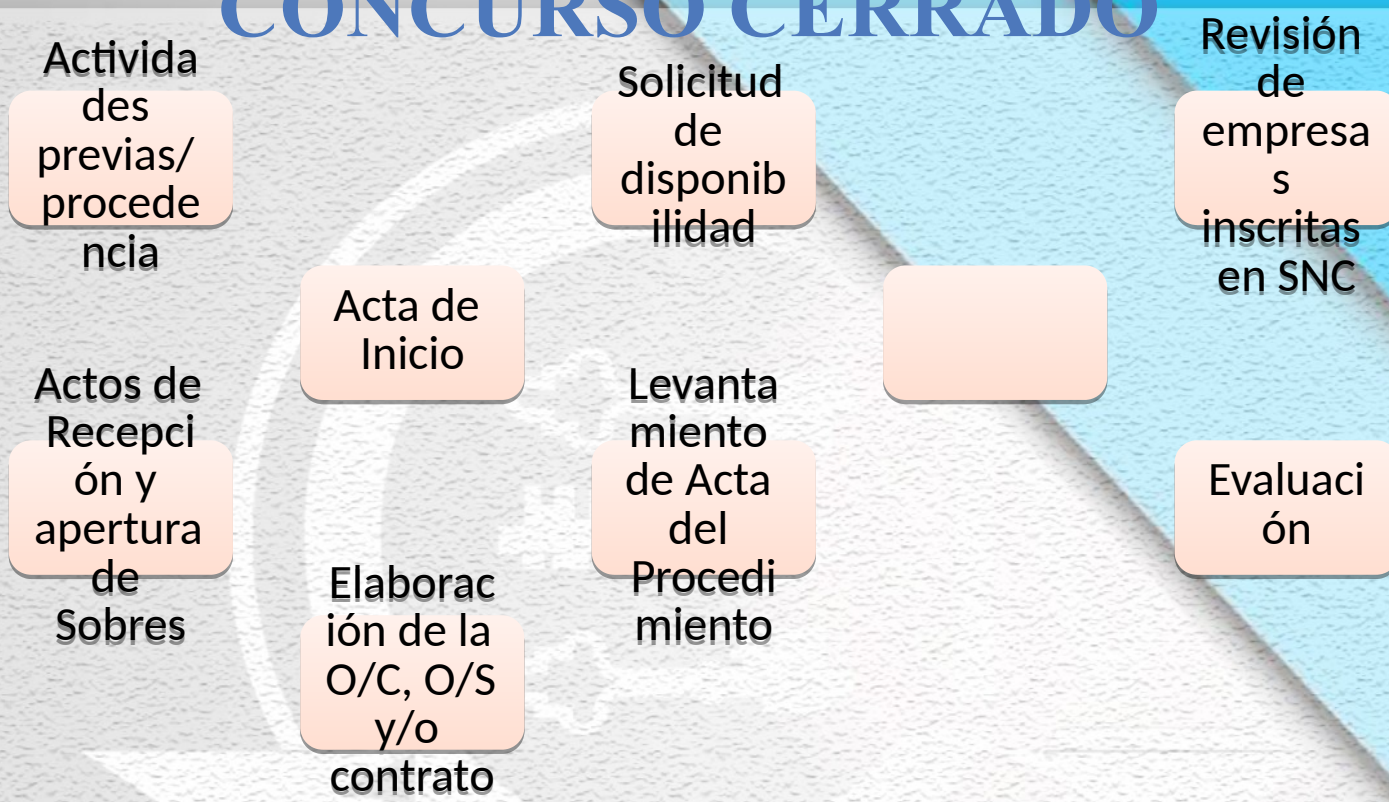 CONCURSO CERRADO
Activida
des
previas/
procede
ncia
Solicitud
de
disponib
ilidad
Revisión
de
empresa
s
inscritas
en SNC
Acta de
Inicio
Actos de
Recepci
ón y
apertura
de
Sobres
Levanta
miento
de Acta
del
Procedi
miento
Evaluaci
ón
Elaborac
ión de la
O/C, O/S
y/o
contrato